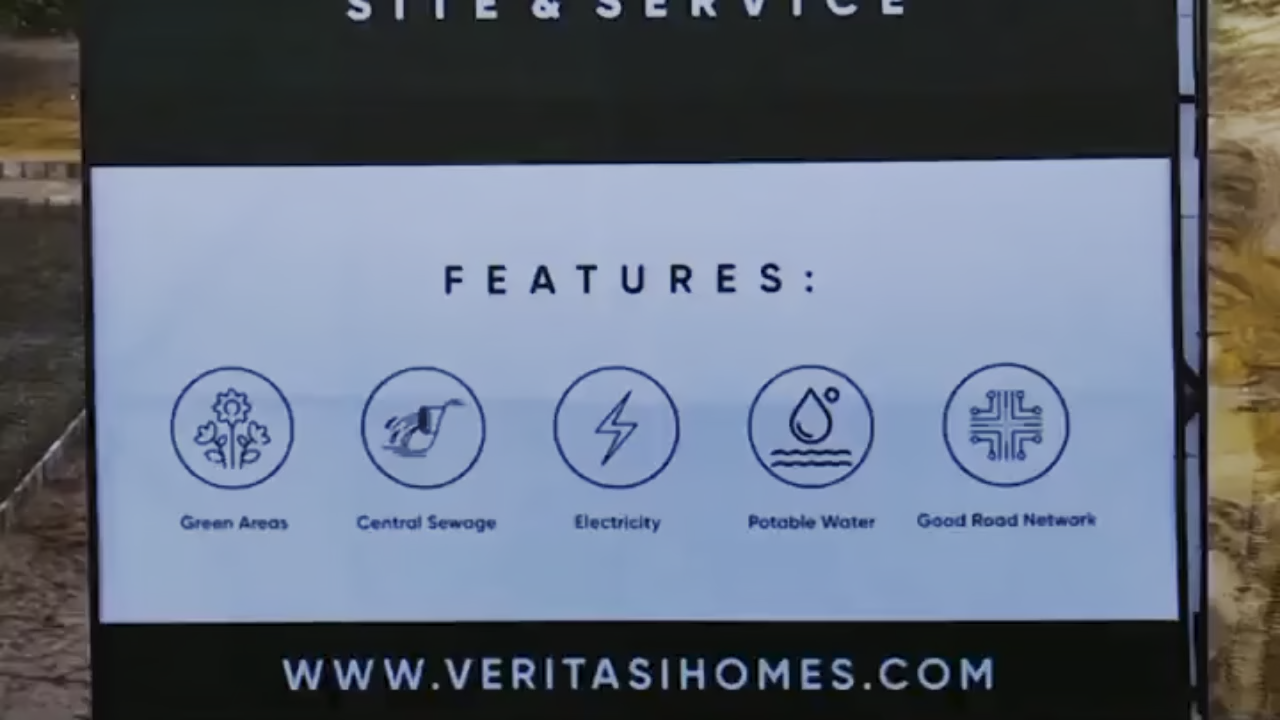 SITE & SERVICE
FEATURES:
Green Areas
Central Sewage
Electricity
Potable Water
Good Road Network
WWW.VERITASIHOMES.COM